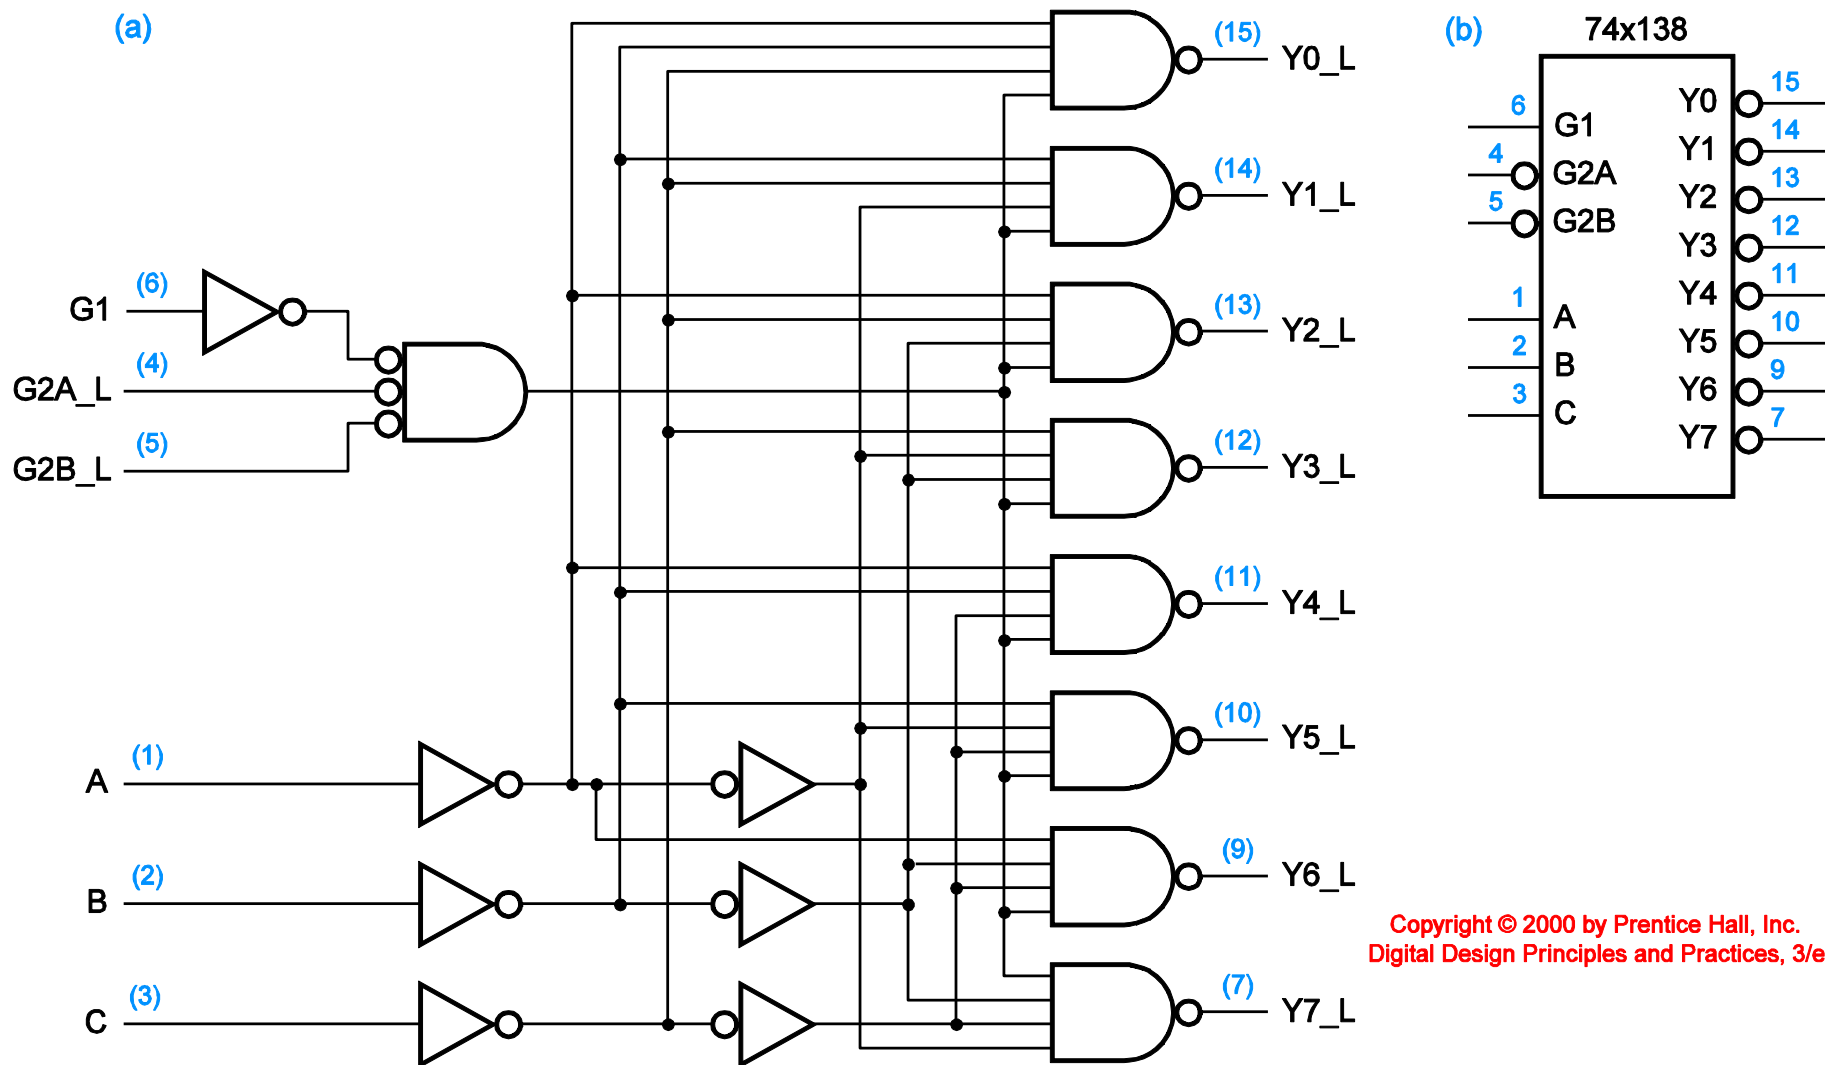 (a)
(15)
Y0_L
(14)
Y1_L
(6)
G1
(13)
Y2_L
(4)
G2A_L
(5)
G2B_L
(12)
Y3_L
(11)
Y4_L
(10)
Y5_L
(1)
A
(9)
Y6_L
(2)
B
(7)
Y7_L
(3)
C
(b)
74x138
6
G1
4
G2A
5
G2B
1
A
2
B
3
C
Y0
15
Y1
14
Y2
13
Y3
12
Y4
11
Y5
10
Y6
9
Y7
7
Copyright © 2000 by Prentice Hall, Inc.
Digital Design Principles and Practices, 3/e